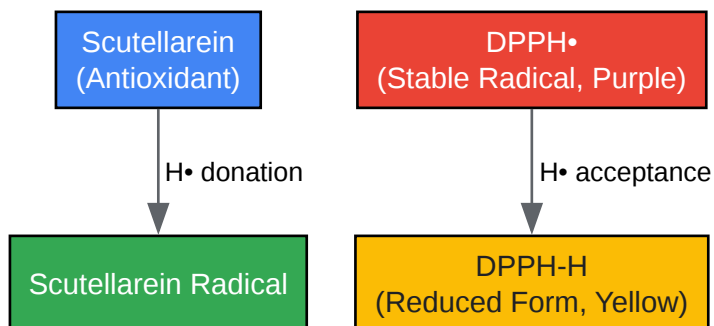 Scutellarein
(Antioxidant)
DPPH•
(Stable Radical, Purple)
H• donation
H• acceptance
Scutellarein Radical
DPPH-H
(Reduced Form, Yellow)